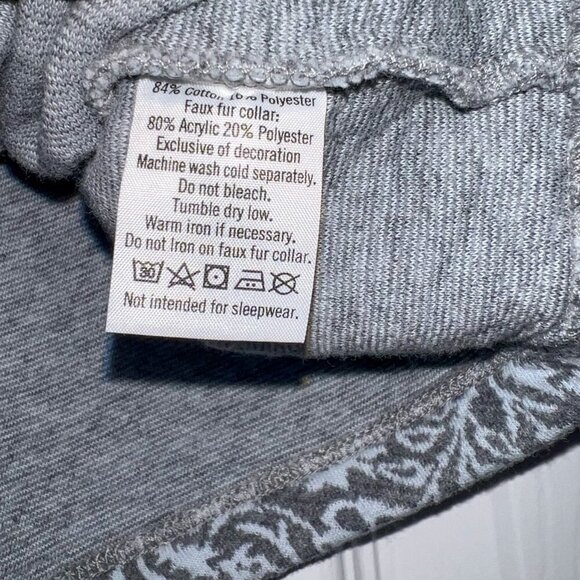 84% Cotton 16% Polyester
Faux fur collar:
80% Acrylic 20% Polyester
Exclusive of decoration
Machine wash cold separately.
Do not bleach.
Tumble dry low.
Warm iron if necessary.
Do not Iron on faux fur collar.
30
Not intended for sleepwear.